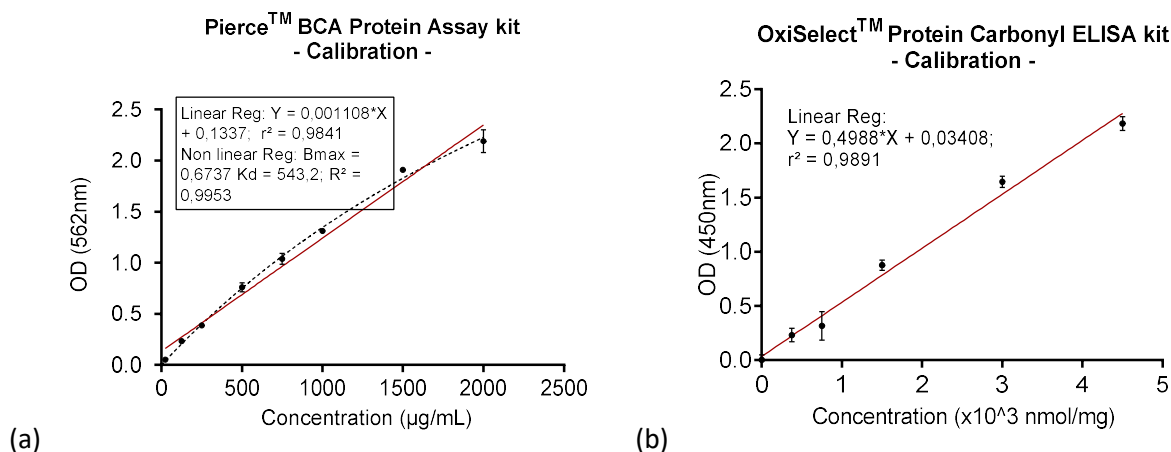 Pierce™ BCA Protein Assay kit
- Calibration -
Linear Reg: Y = 0,001108*X
+ 0,1337; r² = 0,9841
Non linear Reg: Bmax =
0,6737 Kd = 543,2; R² =
0,9953
OD (562nm)
2.5
2.0
1.5
1.0
0.5
0.0
0 500 1000 1500 2000 2500
Concentration (µg/mL)
(a)
OxiSelect™ Protein Carbonyl ELISA kit
- Calibration -
Linear Reg:
Y = 0,4988*X + 0,03408;
r² = 0,9891
OD (450nm)
2.5
2.0
1.5
1.0
0.5
0.0
0 1 2 3 4 5
Concentration (x10^3 nmol/mg)
(b)